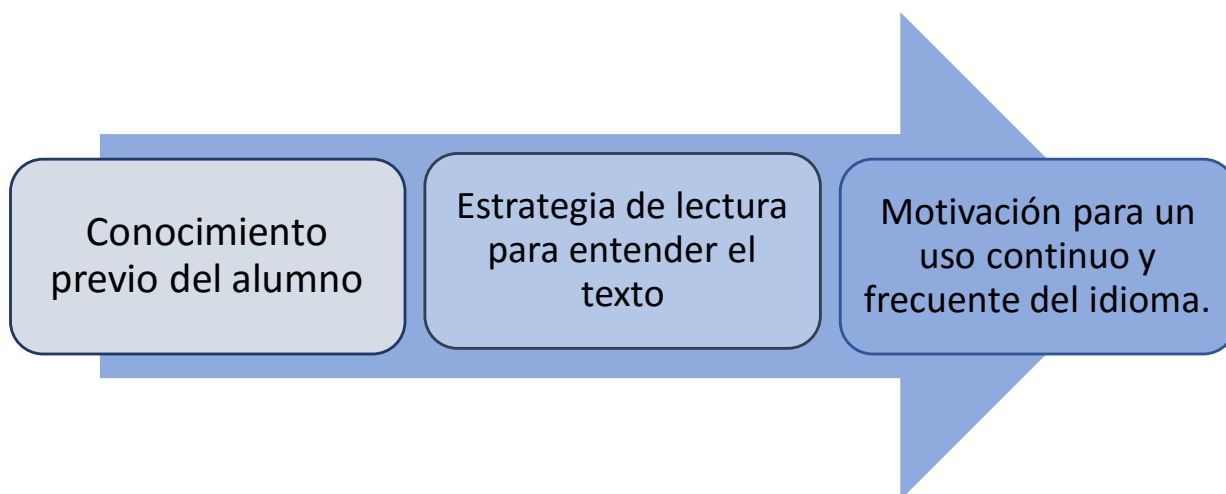 Conocimiento
previo del alumno
Estrategia de lectura
para entender el
texto
Motivación para un
uso continuo y
frecuente del idioma.